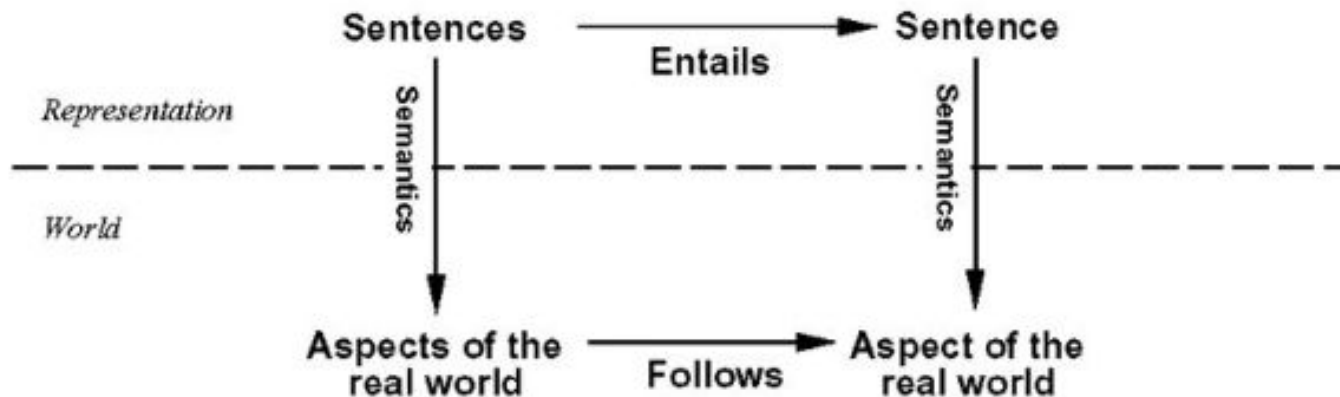 Sentences
Entails
Sentence
Representation
Semantics
Semantics
World
Aspects of the
real world
Follows
Aspect of the
real world